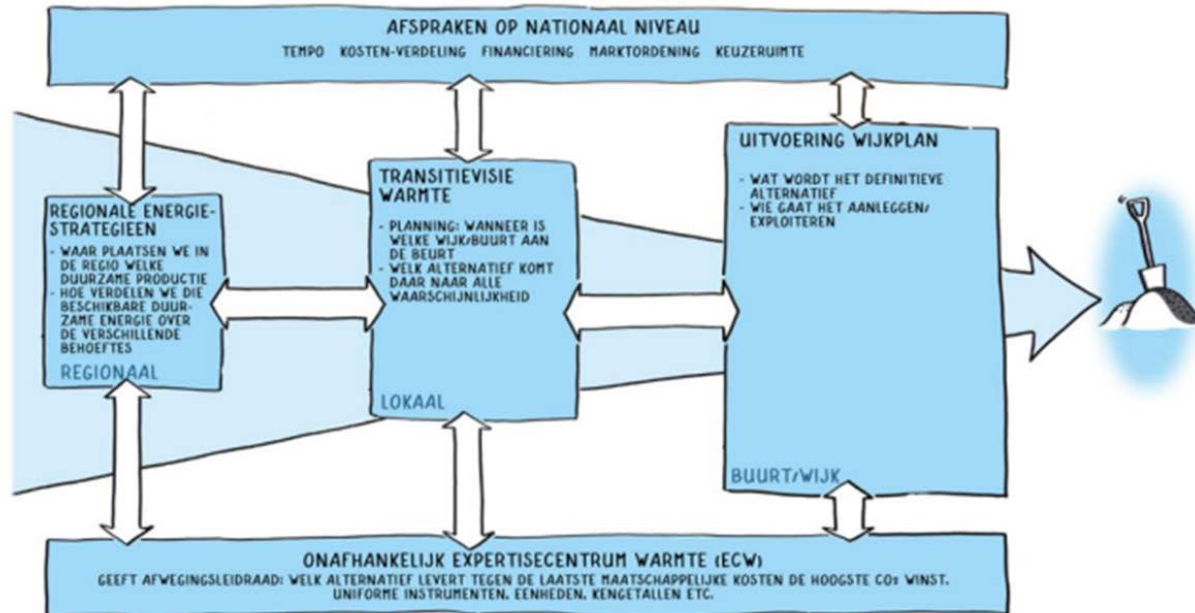 AFSPRAKEN OP NATIONAAL NIVEAU
TEMPO KOSTEN-VERDELING FINANCIERING MARKTORDENING KEUZERUIMTE
REGIONALE ENERGIE-
STRATEGIEEN
- WAAR PLAATSEN WE IN
DE REGIO WELKE
DUURZAME PRODUCTIE
- HOE VERDELEN WE DIE
BESCHIKBARE DUUR-
ZAME ENERGIE OVER
DE VERSCHILLENDE
BEHOEFTES
REGIONAAL
TRANSITIEVISIE
WARMTE
- PLANNING: WANNEER IS
WELKE WIJK/BUURT AAN
DE BEURT
- WELK ALTERNATIEF KOMT
DAAR NAAR ALLE
WAARSCHIJNLIJKHEID
LOKAAL
UITVOERING WIJKPLAN
- WAT WORDT HET DEFINITIEVE
ALTERNATIEF
- WIE GAAT HET AANLEGGEN/
EXPLOITEREN
BUURT/WIJK
ONAFHANKELIJK EXPERTISECENTRUM WARMTE (ECW)
GEEFT AFWEGINGSLEIDRAAD: WELK ALTERNATIEF LEVERT TEGEN DE LAATSTE MAATSCHAPPELIJKE KOSTEN DE HOOGSTE CO2 WINST.
UNIFORME INSTRUMENTEN, EENHEDEN, KENGETALLEN ETC.